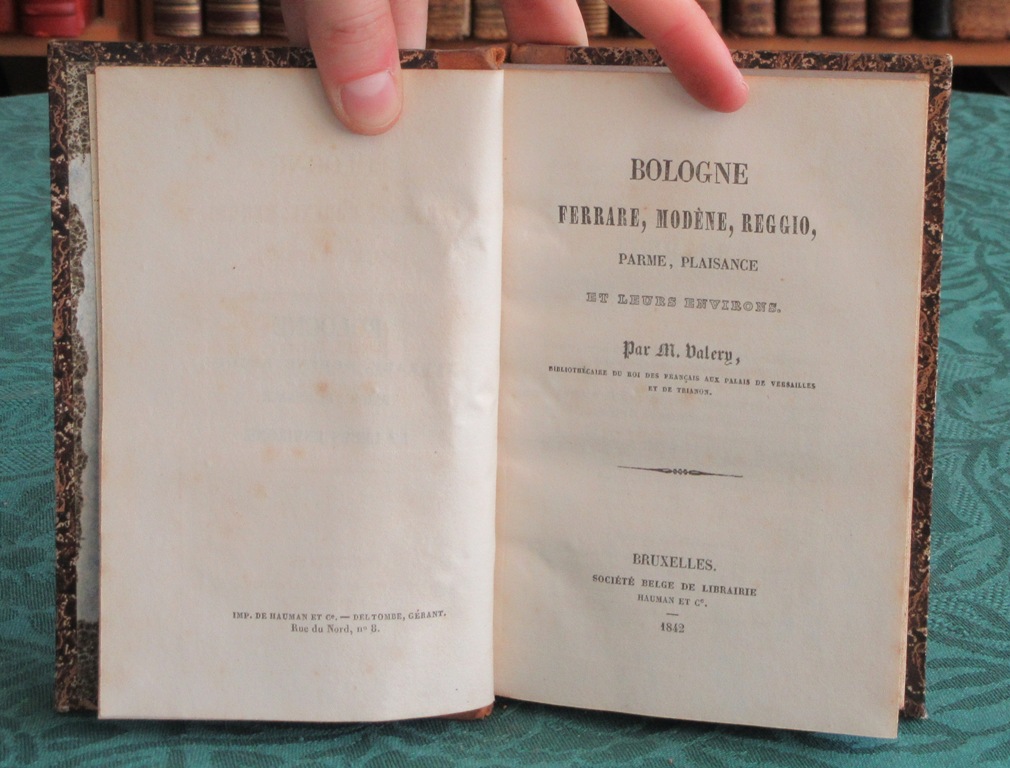 IMP. DE HAUMAN ET Cº. — DELTOMBE, GÉRANT.
Rue du Nord, nº 8.
BOLOGNE
FERRARE, MODÈNE, REGGIO,
PARME, PLAISANCE
ET LEURS ENVIRONS.
Par M. Valery,
BIBLIOTHÉCAIRE DU ROI DES FRANÇAIS AUX PALAIS DE VERSAILLES
ET DE TRIANON.
BRUXELLES.
SOCIÉTÉ BELGE DE LIBRAIRIE
HAUMAN ET Cº.
1842